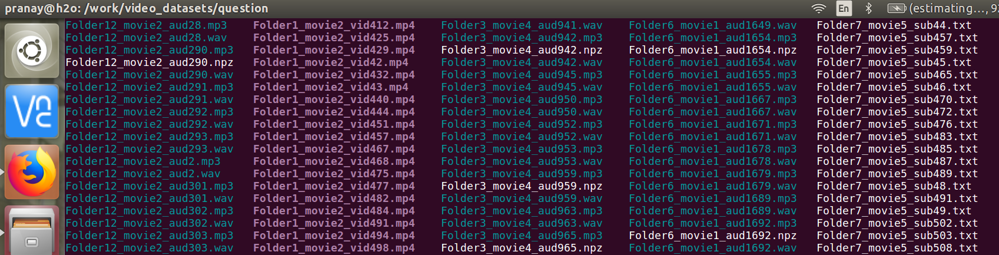 pranay@h2o: /work/video_datasets/question En (estimating..., 92
Folder12_movie2_aud28.mp3 Folder1_movie2_vid412.mp4 Folder3_movie4_aud941.wav Folder6_movie1_aud1649.wav Folder7_movie5_sub44.txt
Folder12_movie2_aud28.wav Folder1_movie2_vid425.mp4 Folder3_movie4_aud942.mp3 Folder6_movie1_aud1654.mp3 Folder7_movie5_sub457.txt
Folder12_movie2_aud290.mp3 Folder1_movie2_vid429.mp4 Folder3_movie4_aud942.npz Folder6_movie1_aud1654.npz Folder7_movie5_sub459.txt
Folder12_movie2_aud290.npz Folder1_movie2_vid42.mp4 Folder3_movie4_aud942.wav Folder6_movie1_aud1654.wav Folder7_movie5_sub45.txt
Folder12_movie2_aud290.wav Folder1_movie2_vid432.mp4 Folder3_movie4_aud945.mp3 Folder6_movie1_aud1655.mp3 Folder7_movie5_sub465.txt
Folder12_movie2_aud291.mp3 Folder1_movie2_vid43.mp4 Folder3_movie4_aud945.wav Folder6_movie1_aud1655.wav Folder7_movie5_sub46.txt
Folder12_movie2_aud291.wav Folder1_movie2_vid440.mp4 Folder3_movie4_aud950.mp3 Folder6_movie1_aud1667.mp3 Folder7_movie5_sub470.txt
Folder12_movie2_aud292.mp3 Folder1_movie2_vid444.mp4 Folder3_movie4_aud950.wav Folder6_movie1_aud1667.wav Folder7_movie5_sub472.txt
Folder12_movie2_aud292.wav Folder1_movie2_vid451.mp4 Folder3_movie4_aud952.mp3 Folder6_movie1_aud1671.mp3 Folder7_movie5_sub476.txt
Folder12_movie2_aud293.mp3 Folder1_movie2_vid457.mp4 Folder3_movie4_aud952.wav Folder6_movie1_aud1671.wav Folder7_movie5_sub483.txt
Folder12_movie2_aud293.wav Folder1_movie2_vid467.mp4 Folder3_movie4_aud953.mp3 Folder6_movie1_aud1678.mp3 Folder7_movie5_sub485.txt
Folder12_movie2_aud2.mp3 Folder1_movie2_vid468.mp4 Folder3_movie4_aud953.wav Folder6_movie1_aud1678.wav Folder7_movie5_sub487.txt
Folder12_movie2_aud2.wav Folder1_movie2_vid475.mp4 Folder3_movie4_aud959.mp3 Folder6_movie1_aud1679.mp3 Folder7_movie5_sub489.txt
Folder12_movie2_aud301.mp3 Folder1_movie2_vid477.mp4 Folder3_movie4_aud959.npz Folder6_movie1_aud1679.wav Folder7_movie5_sub48.txt
Folder12_movie2_aud301.wav Folder1_movie2_vid482.mp4 Folder3_movie4_aud959.wav Folder6_movie1_aud1689.mp3 Folder7_movie5_sub491.txt
Folder12_movie2_aud302.mp3 Folder1_movie2_vid484.mp4 Folder3_movie4_aud963.mp3 Folder6_movie1_aud1689.wav Folder7_movie5_sub49.txt
Folder12_movie2_aud302.wav Folder1_movie2_vid491.mp4 Folder3_movie4_aud963.wav Folder6_movie1_aud1692.mp3 Folder7_movie5_sub502.txt
Folder12_movie2_aud303.mp3 Folder1_movie2_vid494.mp4 Folder3_movie4_aud965.mp3 Folder6_movie1_aud1692.npz Folder7_movie5_sub503.txt
Folder12_movie2_aud303.wav Folder1_movie2_vid498.mp4 Folder3_movie4_aud965.npz Folder6_movie1_aud1692.wav Folder7_movie5_sub508.txt